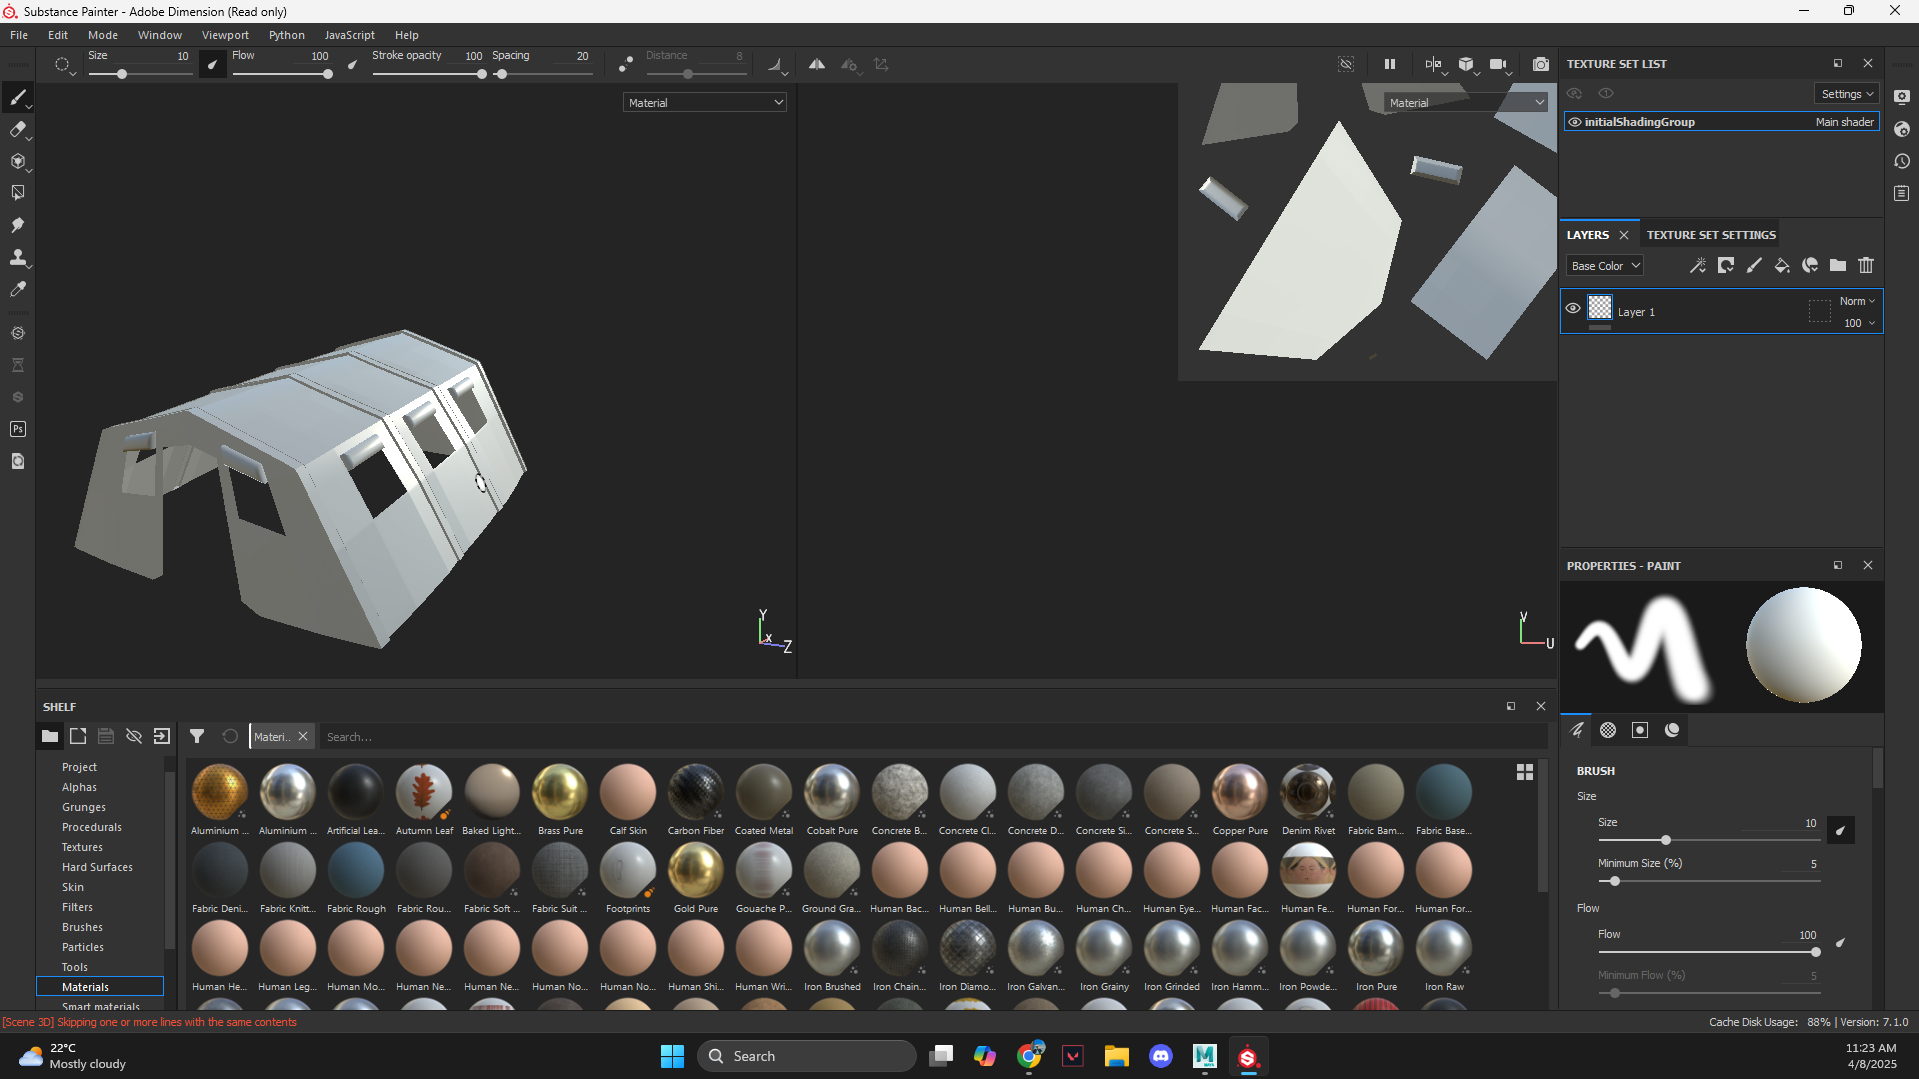 Substance Painter - Adobe Dimension (Read only)
File Edit Mode Window Viewport Python JavaScript Help
Size 10 Flow 100 Stroke opacity 100 Spacing 20 Distance 8
Material
Material
TEXTURE SET LIST
Settings
initialShadingGroup Main shader
LAYERS TEXTURE SET SETTINGS
Base Color
Layer 1 Norm
100
Ps
Y
X
Z
V
U
PROPERTIES - PAINT
BRUSH
Size
Size 10
Minimum Size (%) 5
Flow
Flow 100
Minimum Flow (%) 5
SHELF
Materi... Search...
Project
Alphas
Grunges
Procedurals
Textures
Hard Surfaces
Skin
Filters
Brushes
Particles
Tools
Materials
Smart materials
Aluminium ... Aluminium ... Artificial Lea... Autumn Leaf Baked Light... Brass Pure Calf Skin Carbon Fiber Coated Metal Cobalt Pure Concrete B... Concrete Cl... Concrete D... Concrete Si... Concrete S... Copper Pure Denim Rivet Fabric Bam... Fabric Base...
Fabric Deni... Fabric Knitt... Fabric Rough Fabric Rou... Fabric Soft ... Fabric Suit ... Footprints Gold Pure Gouache P... Ground Gra... Human Bac... Human Bell... Human Bu... Human Ch... Human Eye... Human Fac... Human Fe... Human For... Human For...
Human He... Human Leg... Human Mo... Human Ne... Human Ne... Human No... Human No... Human Shi... Human Wri... Iron Brushed Iron Chain... Iron Diamo... Iron Galvan... Iron Grainy Iron Grinded Iron Hamm... Iron Powde... Iron Pure Iron Raw
[Scene 3D] Skipping one or more lines with the same contents
Cache Disk Usage: 88% | Version: 7.1.0
22°C
Mostly cloudy
Search
11:23 AM
4/8/2025